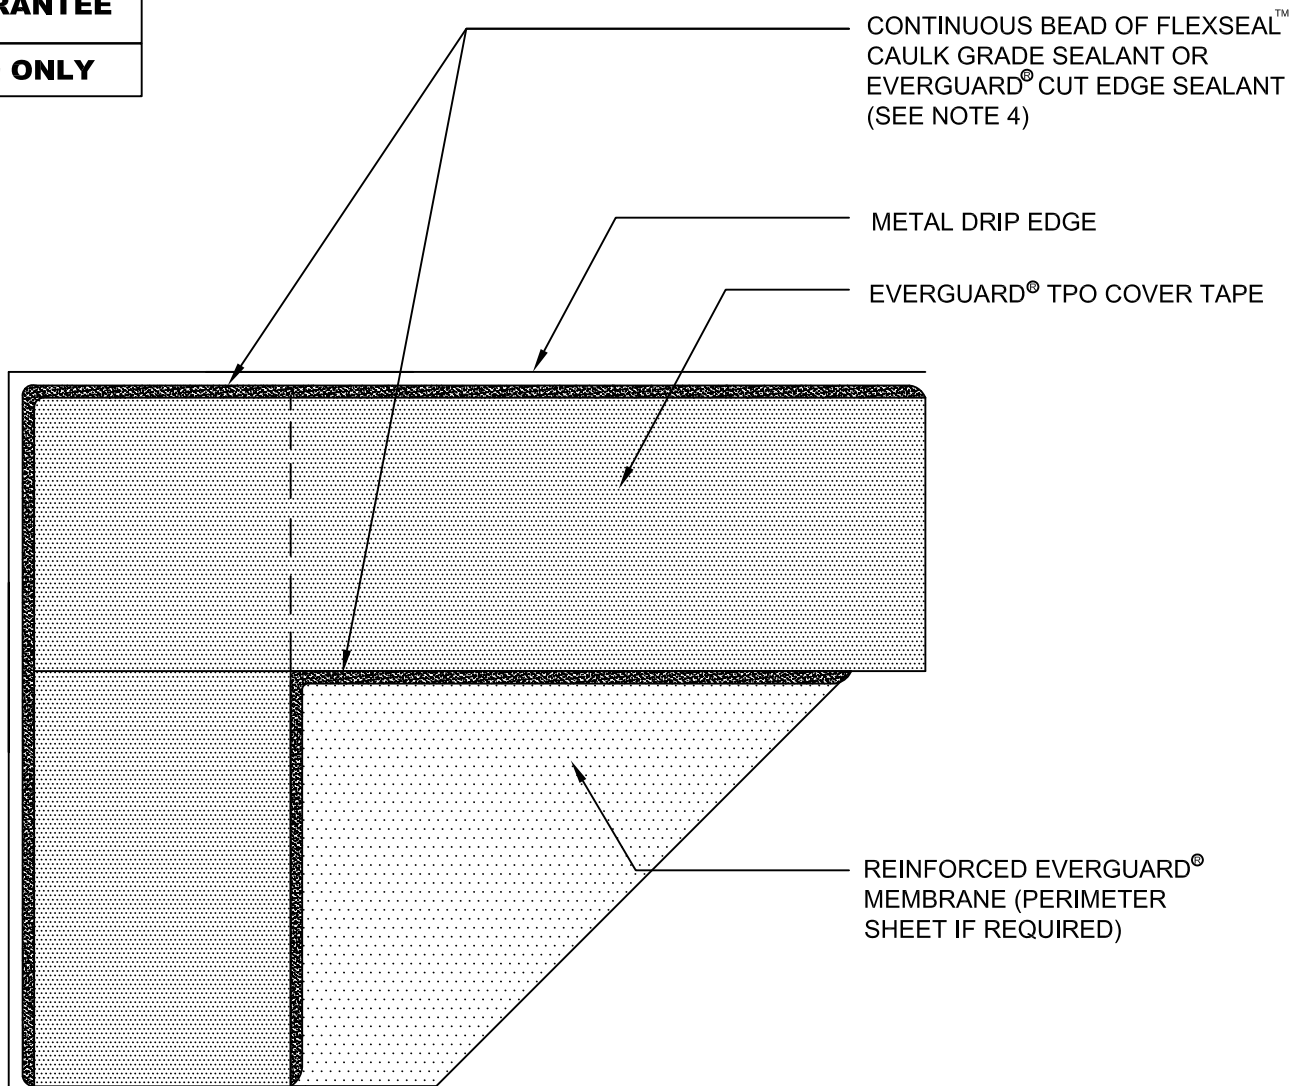 ONLY
CONTINUOUS BEAD OF FLEXSEAL™
CAULK GRADE SEALANT OR
EVERGUARD® CUT EDGE SEALANT
(SEE NOTE 4)
METAL DRIP EDGE
EVERGUARD® TPO COVER TAPE
REINFORCED EVERGUARD®
MEMBRANE (PERIMETER
SHEET IF REQUIRED)